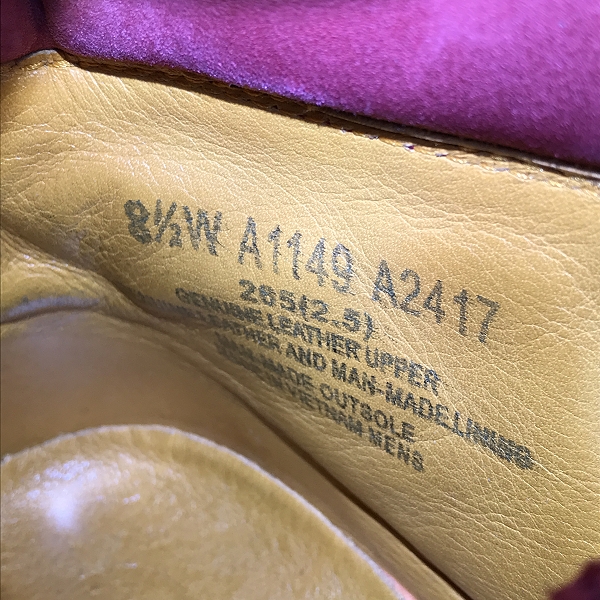 8½W A1149 A2417
265(2.5)
GENUINE LEATHER UPPER
LEATHER AND MAN-MADE LINING
MAN-MADE OUTSOLE
IN VIETNAM MENS